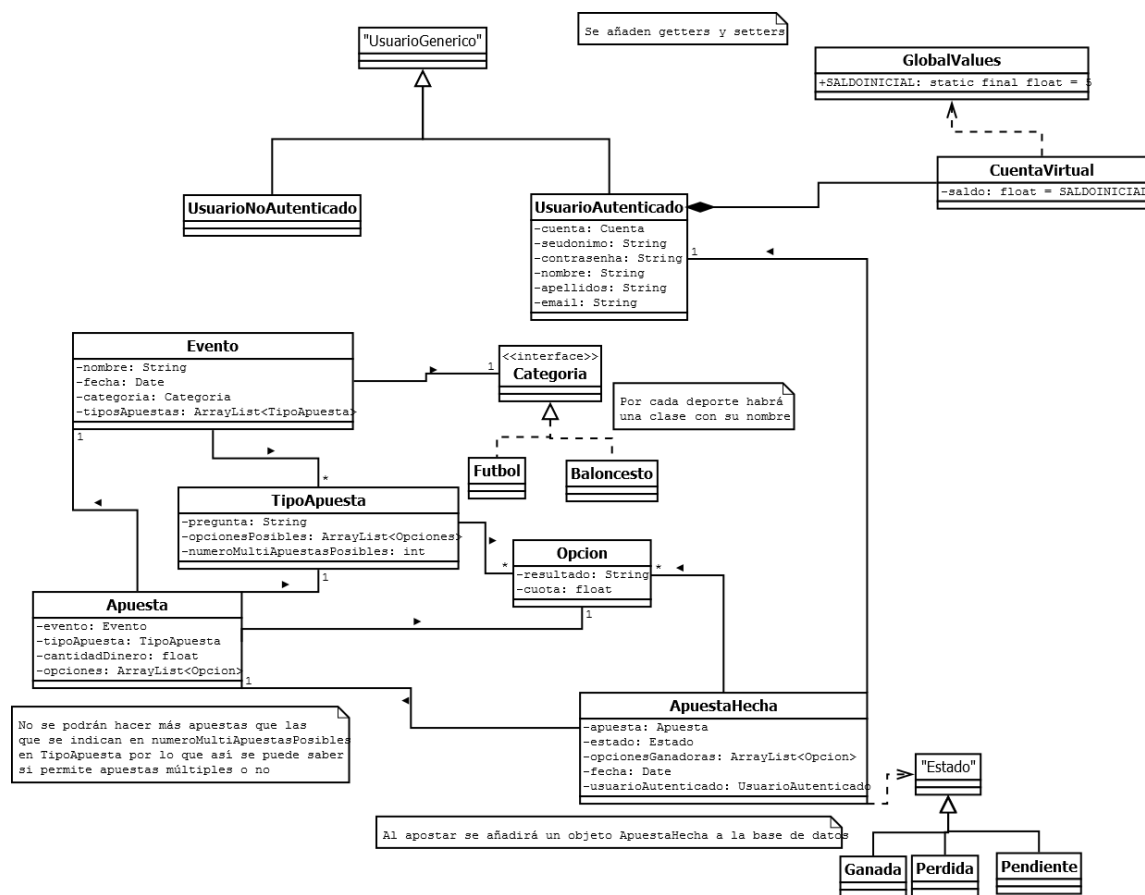 "UsuarioGenerico"
Se añaden getters y setters
GlobalValues
+SALDOINICIAL: static final float = 5
UsuarioNoAutenticado
UsuarioAutenticado
-cuenta: Cuenta
-seudonimo: String
-contrasenha: String
-nombre: String
-apellidos: String
-email: String
1
CuentaVirtual
-saldo: float = SALDOINICIAL
Evento
-nombre: String
-fecha: Date
-categoria: Categoria
-tiposApuestas: ArrayList<TipoApuesta>
1
1
<<interface>>
Categoria
Por cada deporte habrá
una clase con su nombre
Futbol
Baloncesto
*
TipoApuesta
-pregunta: String
-opcionesPosibles: ArrayList<Opciones>
-numeroMultiApuestasPosibles: int
1
*
Opcion
-resultado: String
-cuota: float
*
1
Apuesta
-evento: Evento
-tipoApuesta: TipoApuesta
-cantidadDinero: float
-opciones: ArrayList<Opcion>
1
No se podrán hacer más apuestas que las
que se indican en numeroMultiApuestasPosibles
en TipoApuesta por lo que así se puede saber
si permite apuestas múltiples o no
ApuestaHecha
-apuesta: Apuesta
-estado: Estado
-opcionesGanadoras: ArrayList<Opcion>
-fecha: Date
-usuarioAutenticado: UsuarioAutenticado
"Estado"
Al apostar se añadirá un objeto ApuestaHecha a la base de datos
Ganada
Perdida
Pendiente